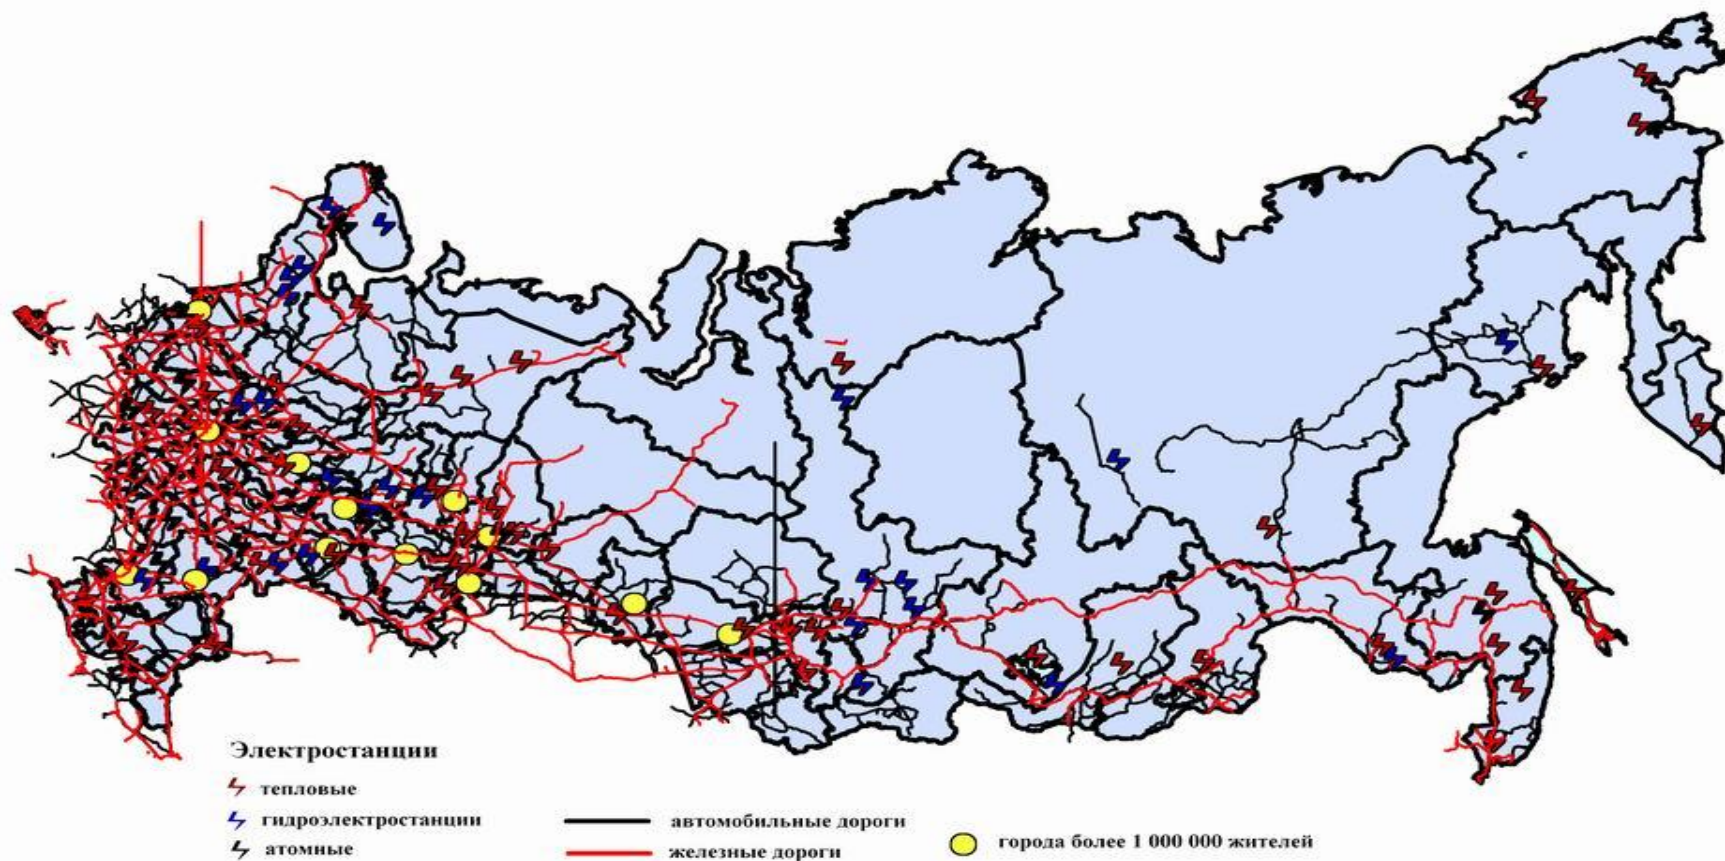 Электростанции
тепловые
гидроэлектростанции
атомные
автомобильные дороги
железные дороги
города более 1 000 000 жителей